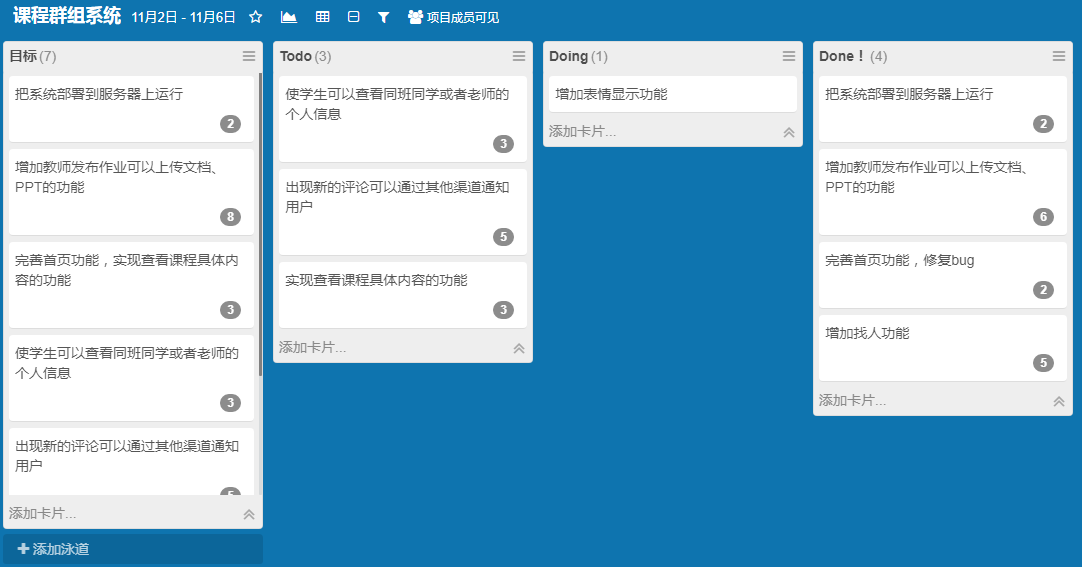 课程群组系统 11月2日 - 11月6日 项目成员可见
目标 (7)
把系统部署到服务器上运行
2
增加教师发布作业可以上传文档、
PPT的功能
8
完善首页功能，实现查看课程具体内
容的功能
3
使学生可以查看同班同学或者老师的
个人信息
3
出现新的评论可以通过其他渠道通知
用户
5
添加卡片...
添加泳道
Todo (3)
使学生可以查看同班同学或者老师的
个人信息
3
出现新的评论可以通过其他渠道通知
用户
5
实现查看课程具体内容的功能
3
添加卡片...
Doing (1)
增加表情显示功能
添加卡片...
Done！ (4)
把系统部署到服务器上运行
2
增加教师发布作业可以上传文档、
PPT的功能
6
完善首页功能，修复bug
2
增加找人功能
5
添加卡片...